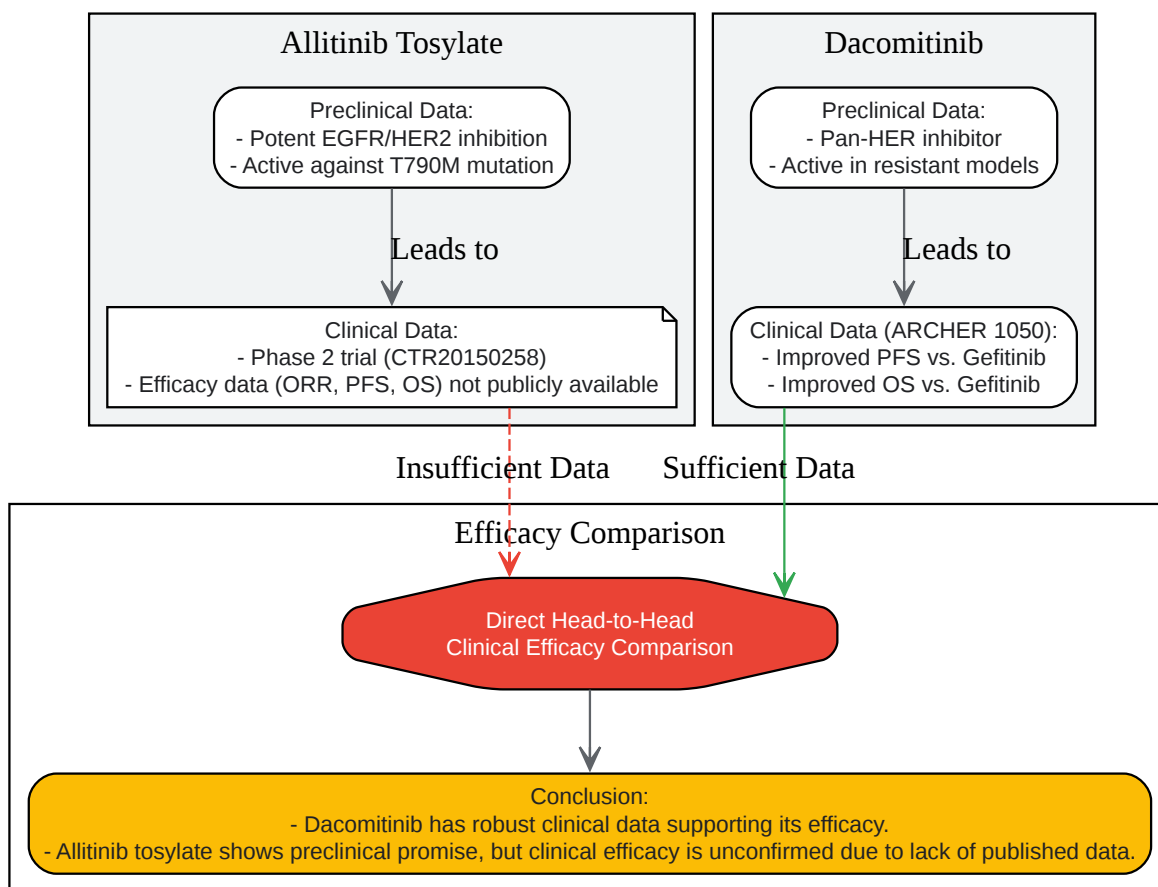 Allitinib Tosylate
Preclinical Data:
- Potent EGFR/HER2 inhibition
- Active against T790M mutation
Leads to
Clinical Data:
- Phase 2 trial (CTR20150258)
- Efficacy data (ORR, PFS, OS) not publicly available
Dacomitinib
Preclinical Data:
- Pan-HER inhibitor
- Active in resistant models
Leads to
Clinical Data (ARCHER 1050):
- Improved PFS vs. Gefitinib
- Improved OS vs. Gefitinib
Insufficient Data
Sufficient Data
Efficacy Comparison
Direct Head-to-Head
Clinical Efficacy Comparison
Conclusion:
- Dacomitinib has robust clinical data supporting its efficacy.
- Allitinib tosylate shows preclinical promise, but clinical efficacy is unconfirmed due to lack of published data.